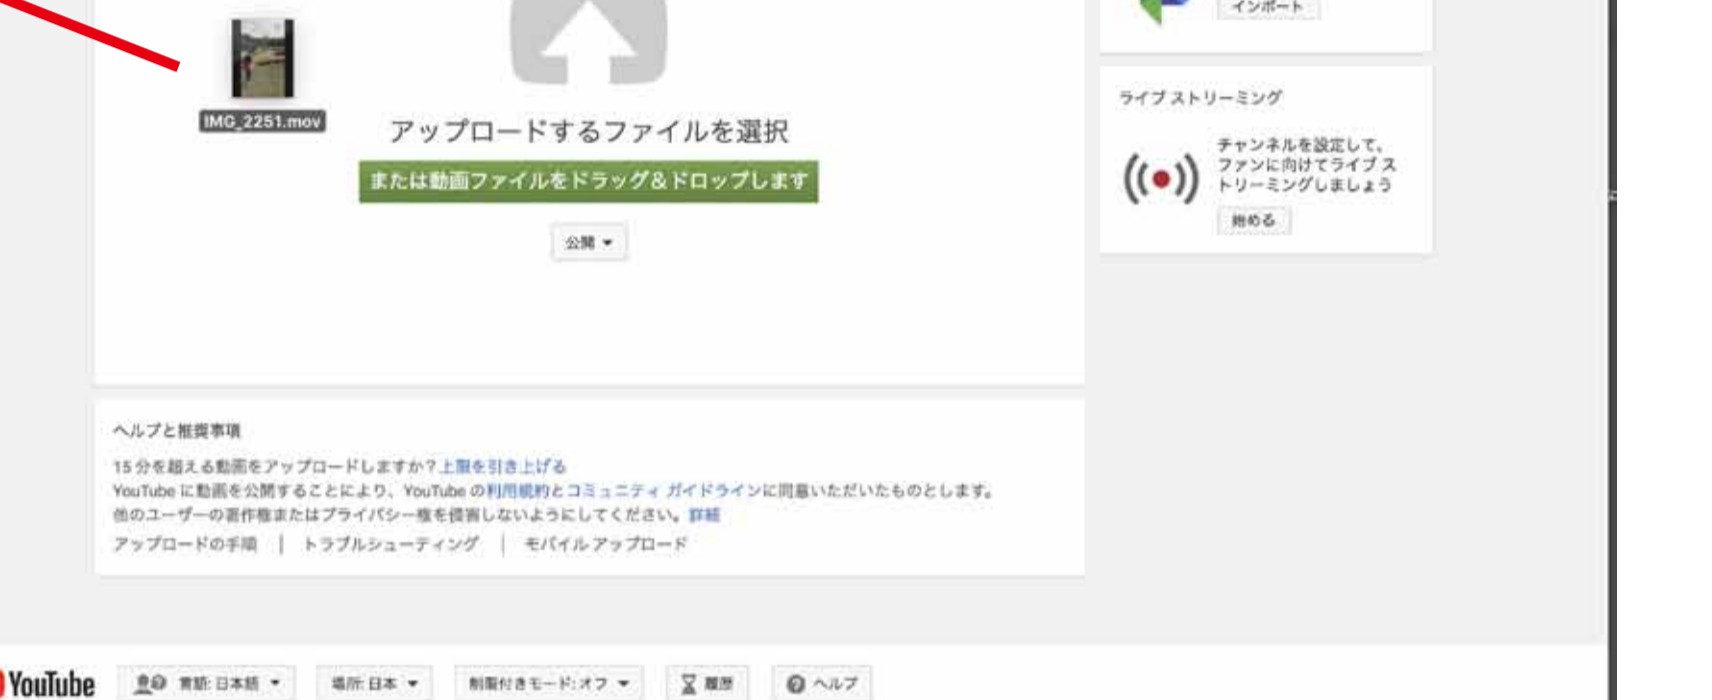 インポート
IMG_2251.mov
アップロードするファイルを選択
または動画ファイルをドラッグ&ドロップします
公開
ライブ ストリーミング
チャンネルを設定して、
ファンに向けてライブ ス
トリーミングしましょう
始める
ヘルプと推奨事項
15 分を超える動画をアップロードしますか？上限を引き上げる
YouTube に動画を公開することにより、YouTube の利用規約とコミュニティ ガイドラインに同意いただいたものとします。
他のユーザーの著作権またはプライバシー権を侵害しないようにしてください。詳細
アップロードの手順 | トラブルシューティング | モバイル アップロード
YouTube 言語: 日本語 場所: 日本 制限付きモード: オフ 履歴 ヘルプ